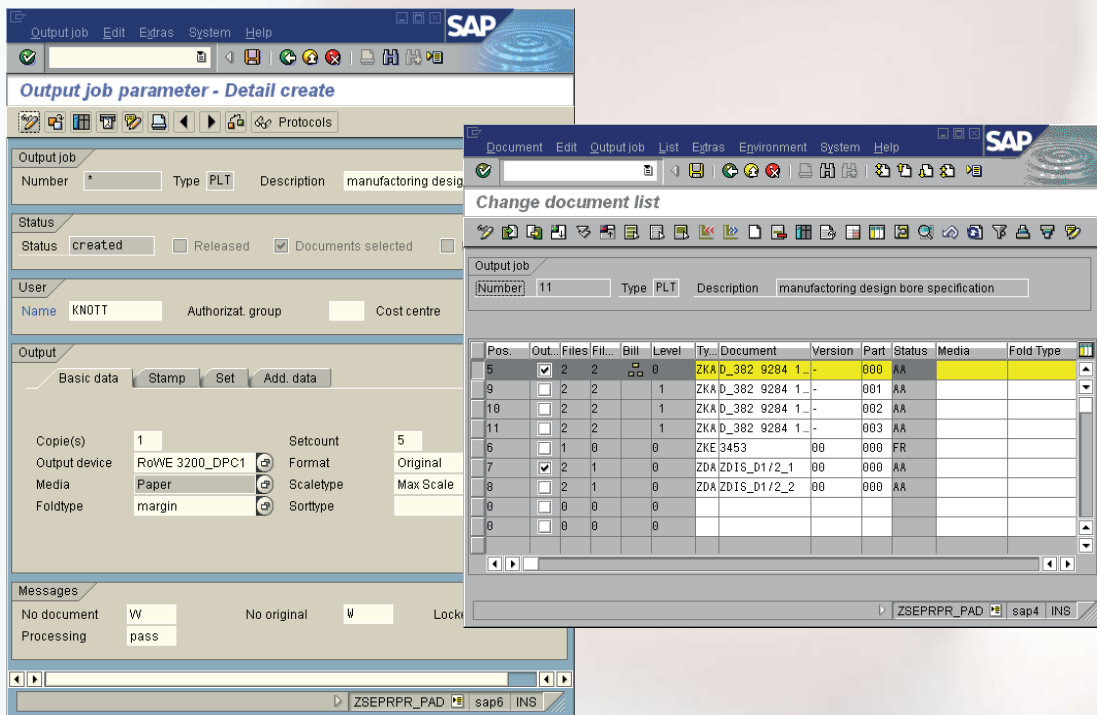 Output job Edit Extras System Help
SAP
Output job parameter - Detail create
Protocols
Output job
Number * Type PLT Description manufactoring desig
Status
Status created Released Documents selected
User
Name KNOTT Authorizat. group Cost centre
Output
Basic data Stamp Set Add. data
Copie(s) 1 Setcount 5
Output device RoWE 3200_DPC1 Format Original
Media Paper Scaletype Max Scale
Foldtype margin Sorttype
Messages
No document W No original W Locke
Processing pass
ZSEPRPR_PAD sap6 INS
Document Edit Output job List Extras Environment System Help
SAP
Change document list
Output job
Number 11 Type PLT Description manufactoring design bore specification
Pos. Out... Files Fil... Bill Level Ty... Document Version Part Status Media Fold Type
5 2 2 0 ZKA D_382 9284 1... - 000 AA
9 2 2 1 ZKA D_382 9284 1... - 001 AA
10 2 2 1 ZKA D_382 9284 1... - 002 AA
11 2 2 1 ZKA D_382 9284 1... - 003 AA
6 1 0 0 ZKE 3453 00 000 FR
7 2 1 0 ZDA ZDIS_D1/2_1 00 000 AA
8 2 1 0 ZDA ZDIS_D1/2_2 00 000 AA
0 0 0 0
0 0 0 0
ZSEPRPR_PAD sap4 INS